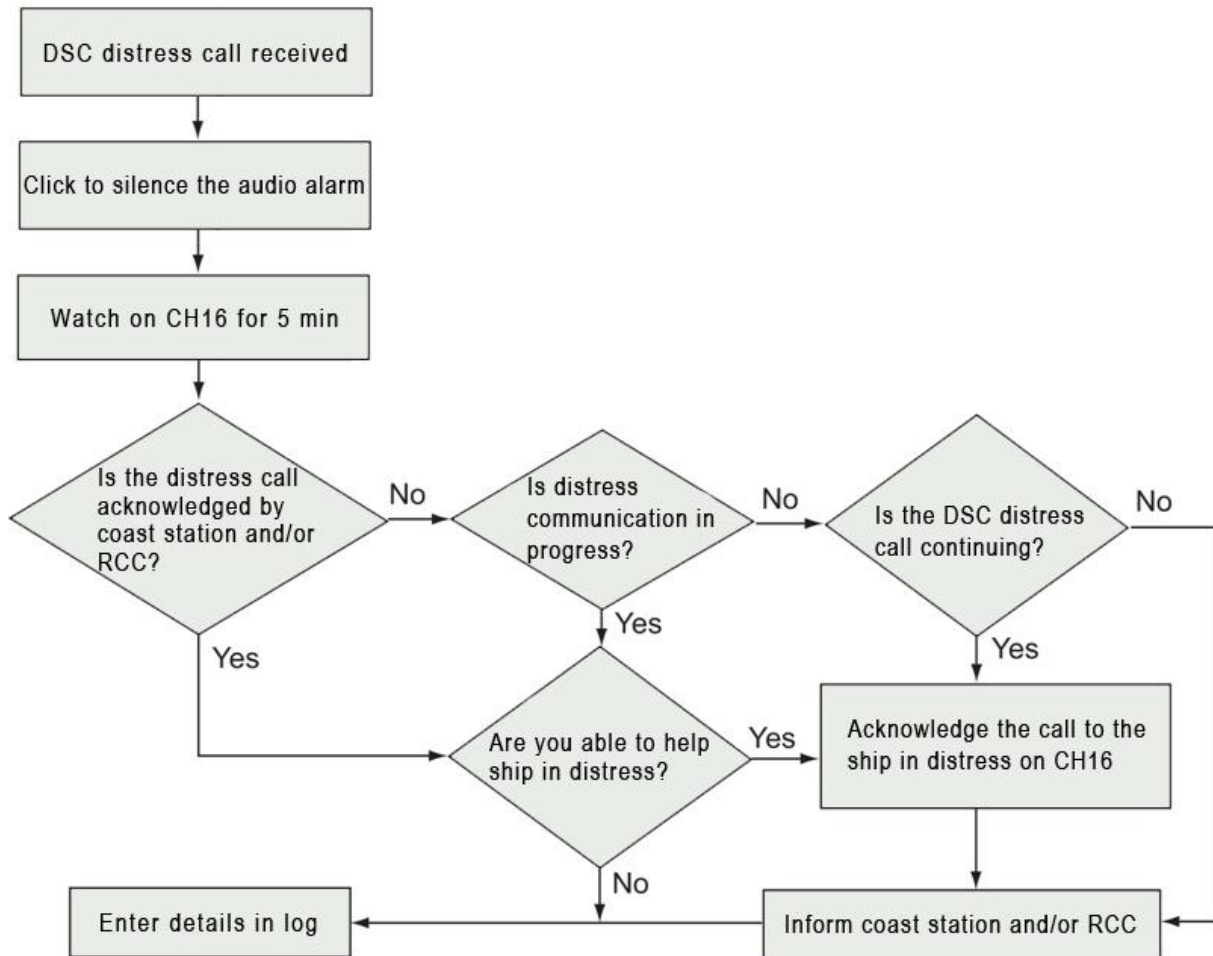 DSC distress call received
Click to silence the audio alarm
Watch on CH16 for 5 min
Is the distress call
acknowledged by
coast station and/or
RCC?
No
Is distress
communication in
progress?
No
Is the DSC distress
call continuing?
No
Yes
Yes
Yes
Are you able to help
ship in distress?
Yes
Acknowledge the call to the
ship in distress on CH16
No
Enter details in log
Inform coast station and/or RCC